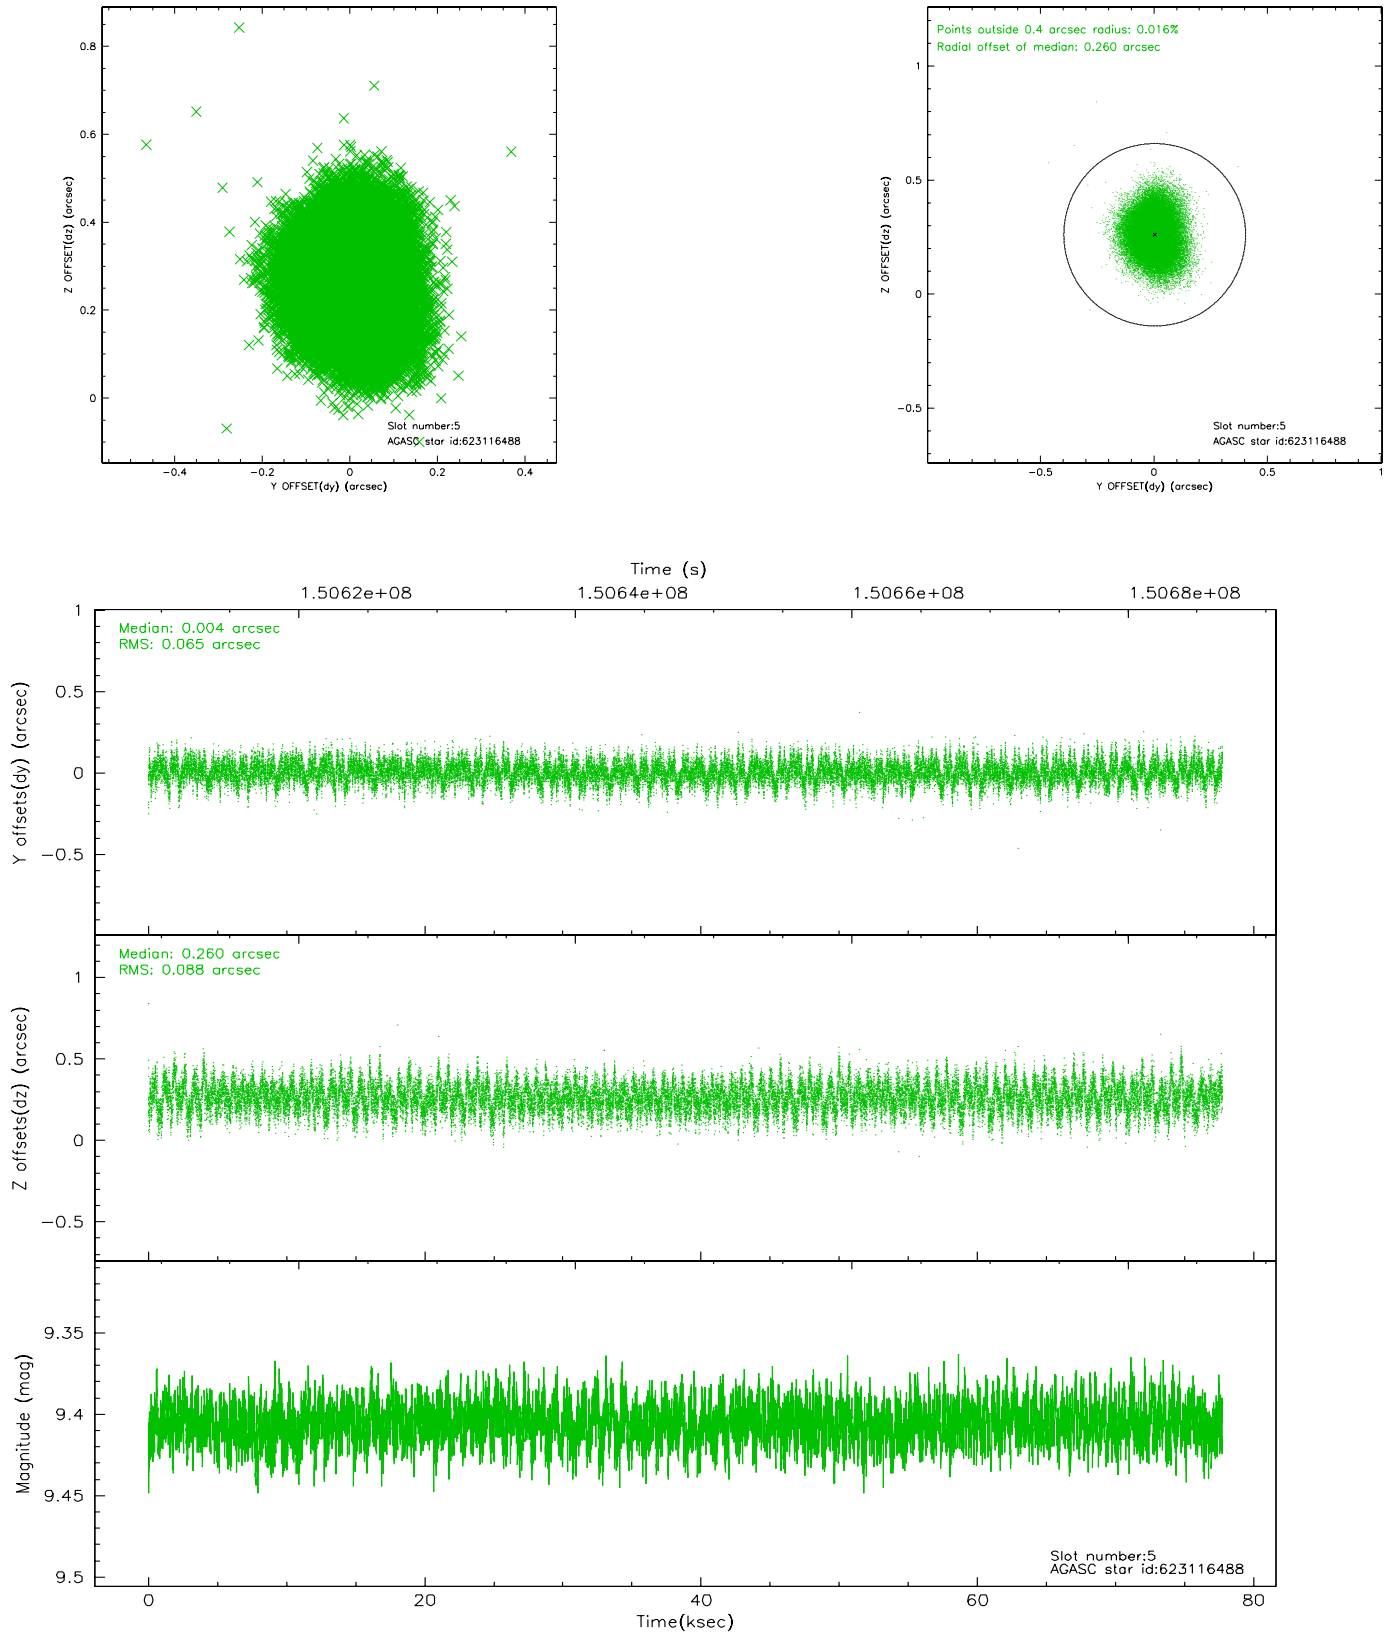 0.8
0.6
0.4
0.2
0
Z OFFSET(dz) (arcsec)
Slot number:5
AGASC star id:623116488
−0.4 −0.2 0 0.2 0.4
Y OFFSET(dy) (arcsec)
Points outside 0.4 arcsec radius: 0.016%
Radial offset of median: 0.260 arcsec
1
0.5
0
−0.5
Z OFFSET(dz) (arcsec)
Slot number:5
AGASC star id:623116488
−0.5 0 0.5 1
Y OFFSET(dy) (arcsec)
Time (s)
1.5062e+08 1.5064e+08 1.5066e+08 1.5068e+08
Median: 0.004 arcsec
RMS: 0.065 arcsec
1
0.5
0
−0.5
Y offsets(dy) (arcsec)
Median: 0.260 arcsec
RMS: 0.088 arcsec
1
0.5
0
−0.5
Z offsets(dz) (arcsec)
9.35
9.4
9.45
9.5
Magnitude (mag)
Slot number:5
AGASC star id:623116488
0 20 40 60 80
Time(ksec)